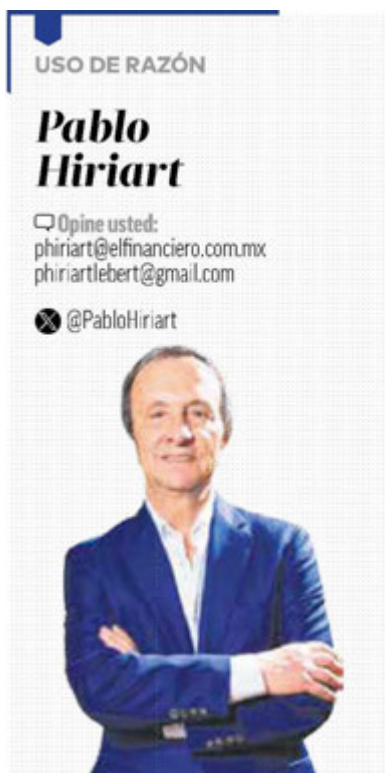 USO DE RAZÓN
Pablo
Hiriart
Opine usted:
phiriart@elfinanciero.com.mx
phiriartlebert@gmail.com
@PabloHiriart